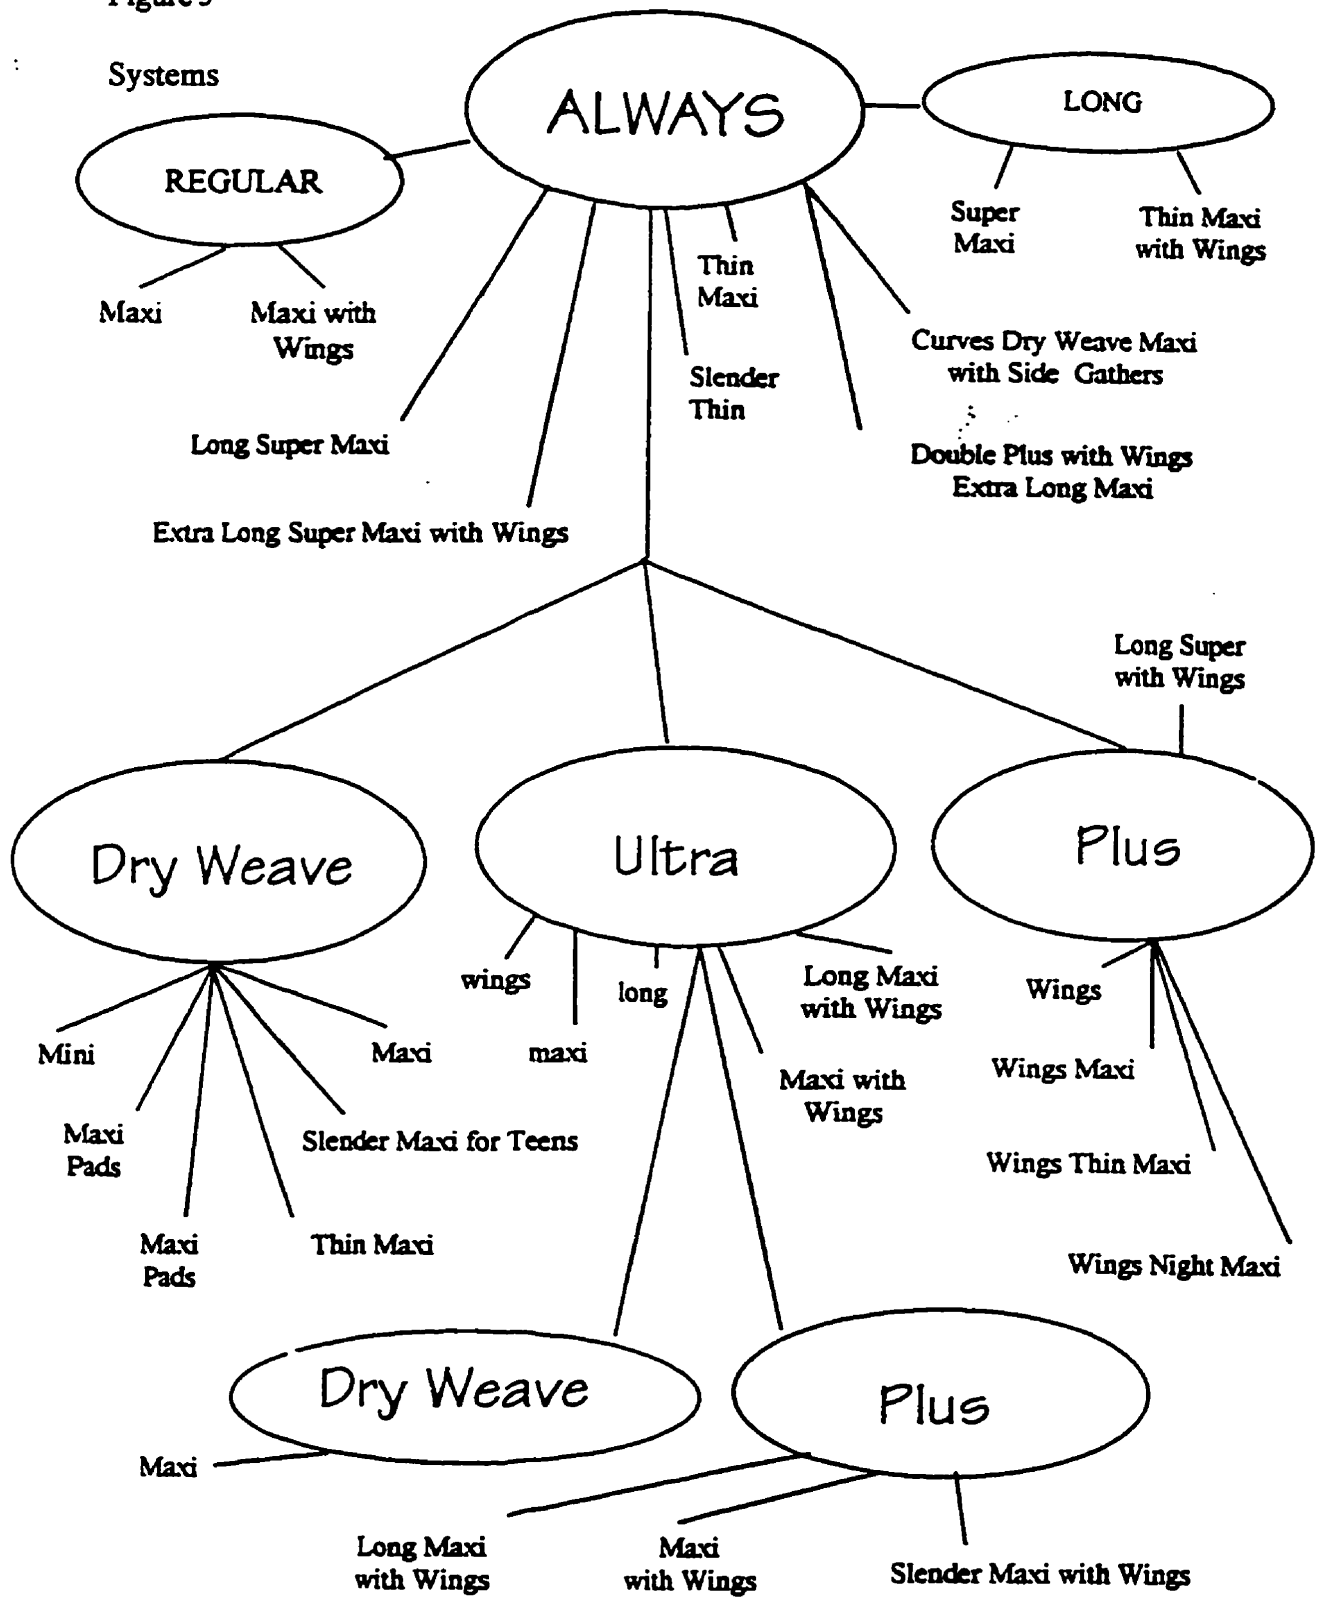 Systems
ALWAYS
LONG
REGULAR
Super
Maxi
Thin Maxi
with Wings
Thin
Maxi
Maxi
Maxi with
Wings
Curves Dry Weave Maxi
with Side Gathers
Slender
Thin
Long Super Maxi
Double Plus with Wings
Extra Long Maxi
Extra Long Super Maxi with Wings
Long Super
with Wings
Dry Weave
Ultra
Plus
wings
maxi
long
Long Maxi
with Wings
Maxi with
Wings
Wings
Wings Maxi
Wings Thin Maxi
Wings Night Maxi
Mini
Maxi
Maxi
Pads
Slender Maxi for Teens
Maxi
Pads
Thin Maxi
Dry Weave
Plus
Maxi
Long Maxi
with Wings
Maxi
with Wings
Slender Maxi with Wings